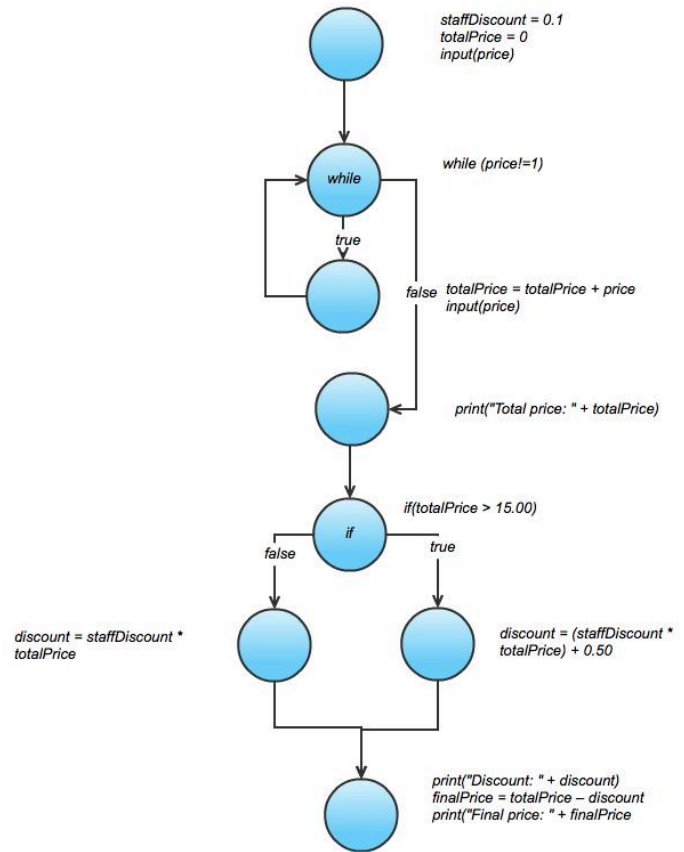 staffDiscount = 0.1
totalPrice = 0
input(price)
while
while (price!=1)
true
false
totalPrice = totalPrice + price
input(price)
print("Total price: " + totalPrice)
if(totalPrice > 15.00)
if
false
true
discount = staffDiscount *
totalPrice
discount = (staffDiscount *
totalPrice) + 0.50
print("Discount: " + discount)
finalPrice = totalPrice – discount
print("Final price: " + finalPrice